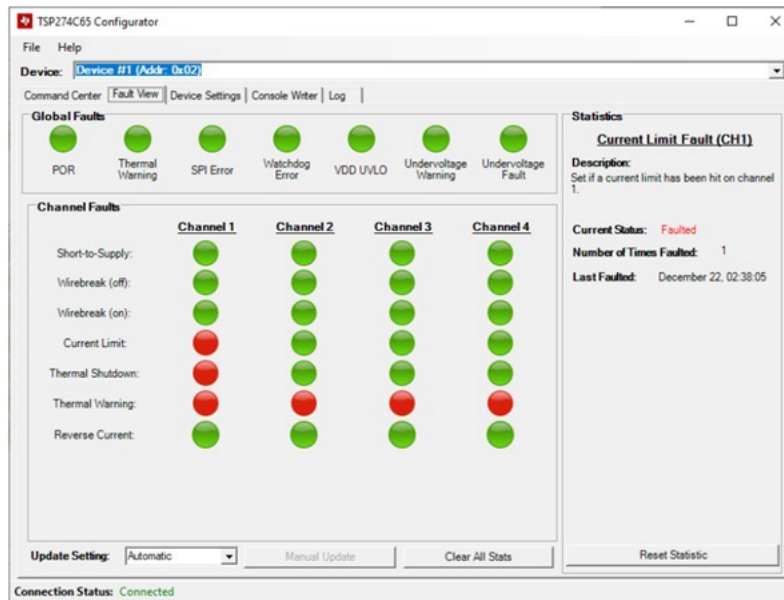 TSP274C65 Configurator
File Help
Device: Device #1 (Addr: 0x02)
Command Center Fault View Device Settings Console Writer Log
Global Faults
POR
Thermal
Warning
SPI Error
Watchdog
Error
VDD UVLO
Undervoltage
Warning
Undervoltage
Fault
Channel Faults
Channel 1 Channel 2 Channel 3 Channel 4
Short-to-Supply:
Wirebreak (off):
Wirebreak (on):
Current Limit:
Thermal Shutdown:
Thermal Warning:
Reverse Current:
Update Setting: Automatic Manual Update Clear All Stats
Statistics
Current Limit Fault (CH1)
Description:
Set if a current limit has been hit on channel
1.
Current Status: Faulted
Number of Times Faulted: 1
Last Faulted: December 22, 02:38:05
Reset Statistic
Connection Status: Connected